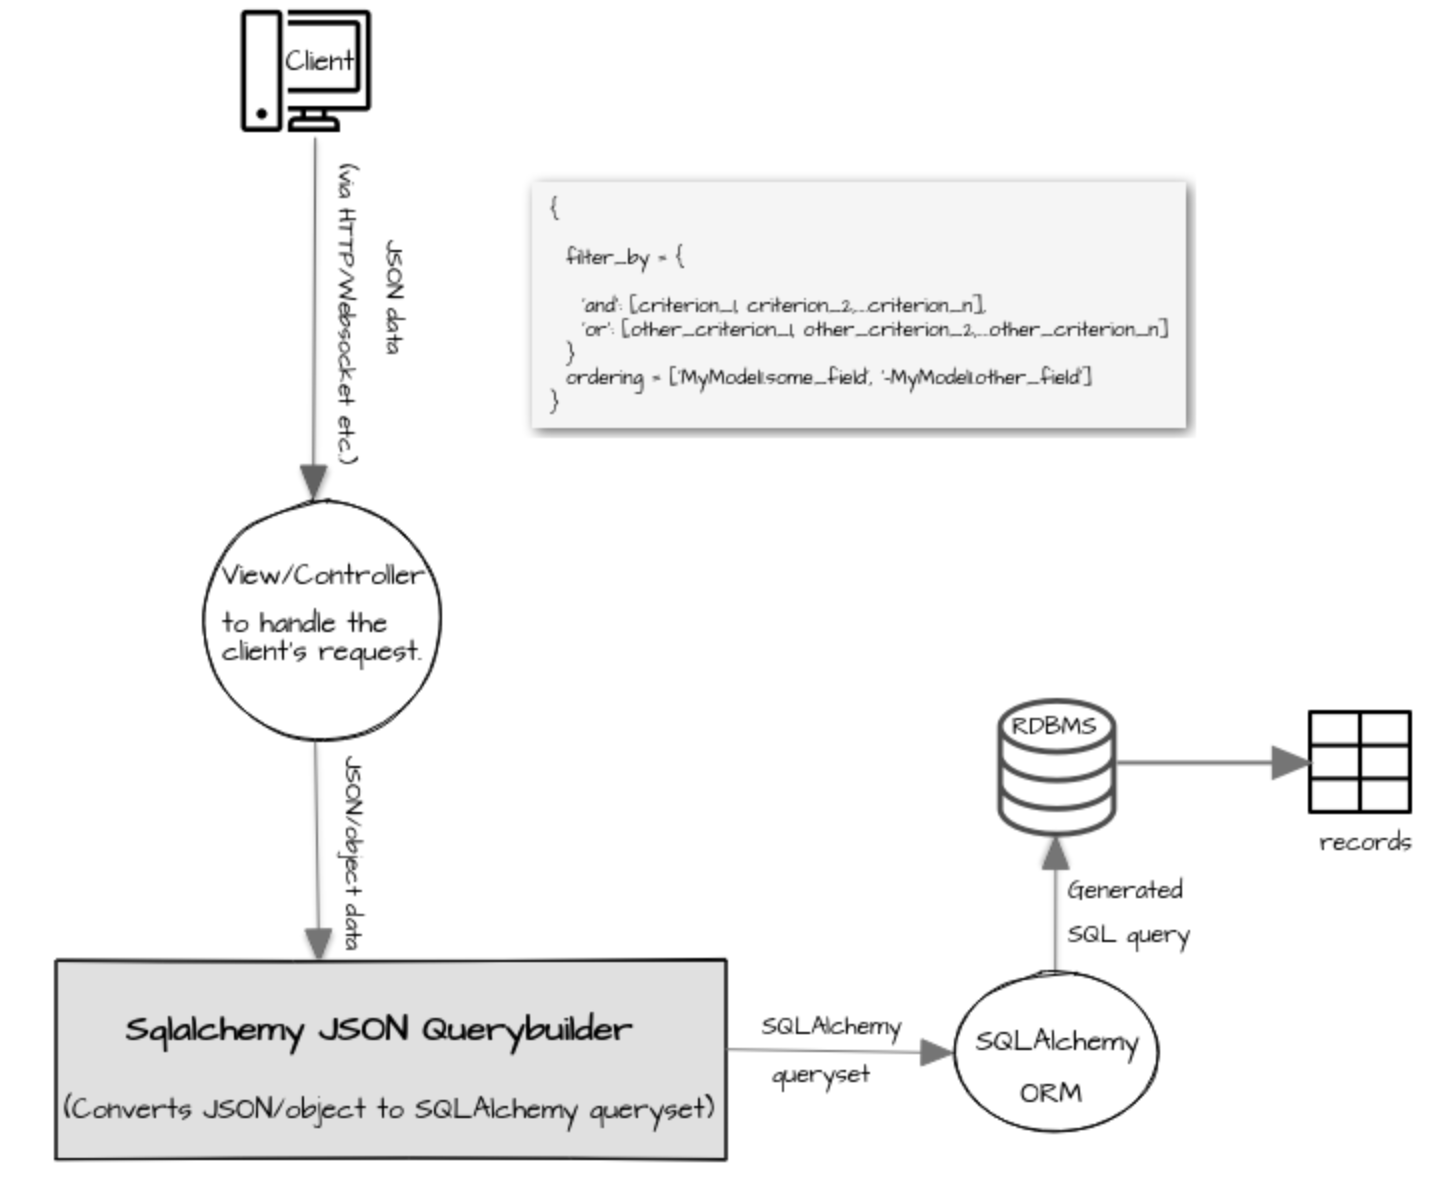 Client
(via HTTP/Websocket etc.)
JSON data
{
filter_by = {
'and': [criterion_1, criterion_2,...criterion_n],
'or': [other_criterion_1, other_criterion_2,...other_criterion_n]
}
ordering = ['MyModel1.some_field', '-MyModel1.other_field']
}
View/Controller
to handle the
client's request.
JSON/object data
RDBMS
records
Generated
SQL query
Sqlalchemy JSON Querybuilder
(Converts JSON/object to SQLAlchemy queryset)
SQLAlchemy
queryset
SQLAlchemy
ORM